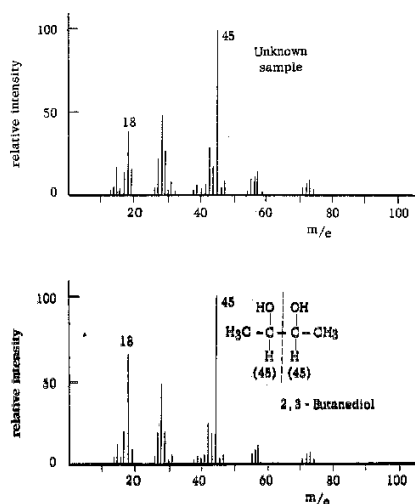 100
45
Unknown
sample
relative intensity
50
18
0
20
40
60
80
100
m/e
100
45
HO OH
H₃C - C - C - CH₃
H H
(45) (45)
2, 3 - Butanediol
18
relative intensity
50
0
20
40
60
80
100
m/e